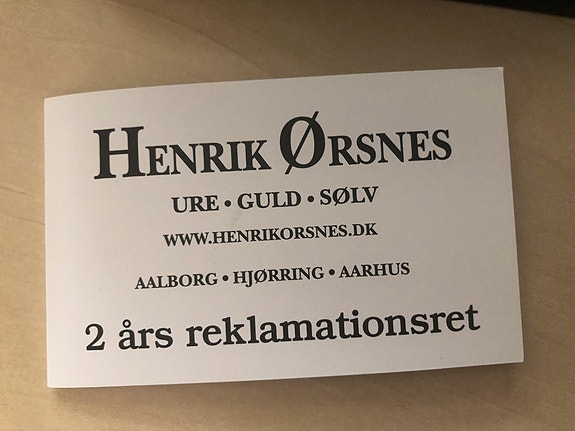 HENRIK ØRSNES
URE • GULD • SØLV
WWW.HENRIKORSNES.DK
AALBORG • HJØRRING • AARHUS
2 års reklamationsret